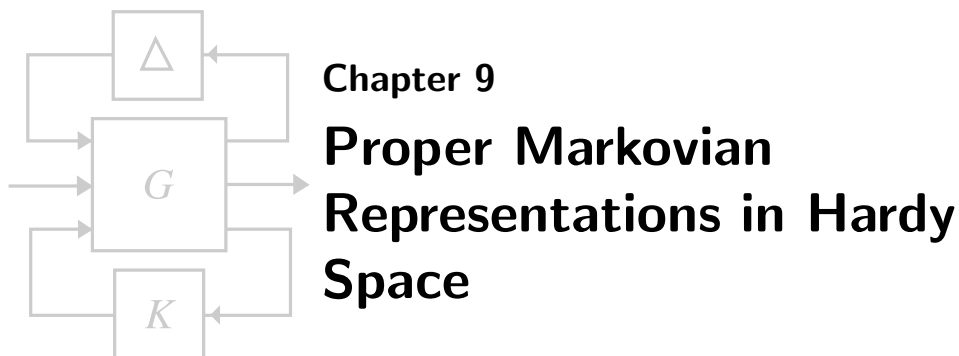 Δ
Chapter 9
Proper Markovian
G
Representations in Hardy
Space
K